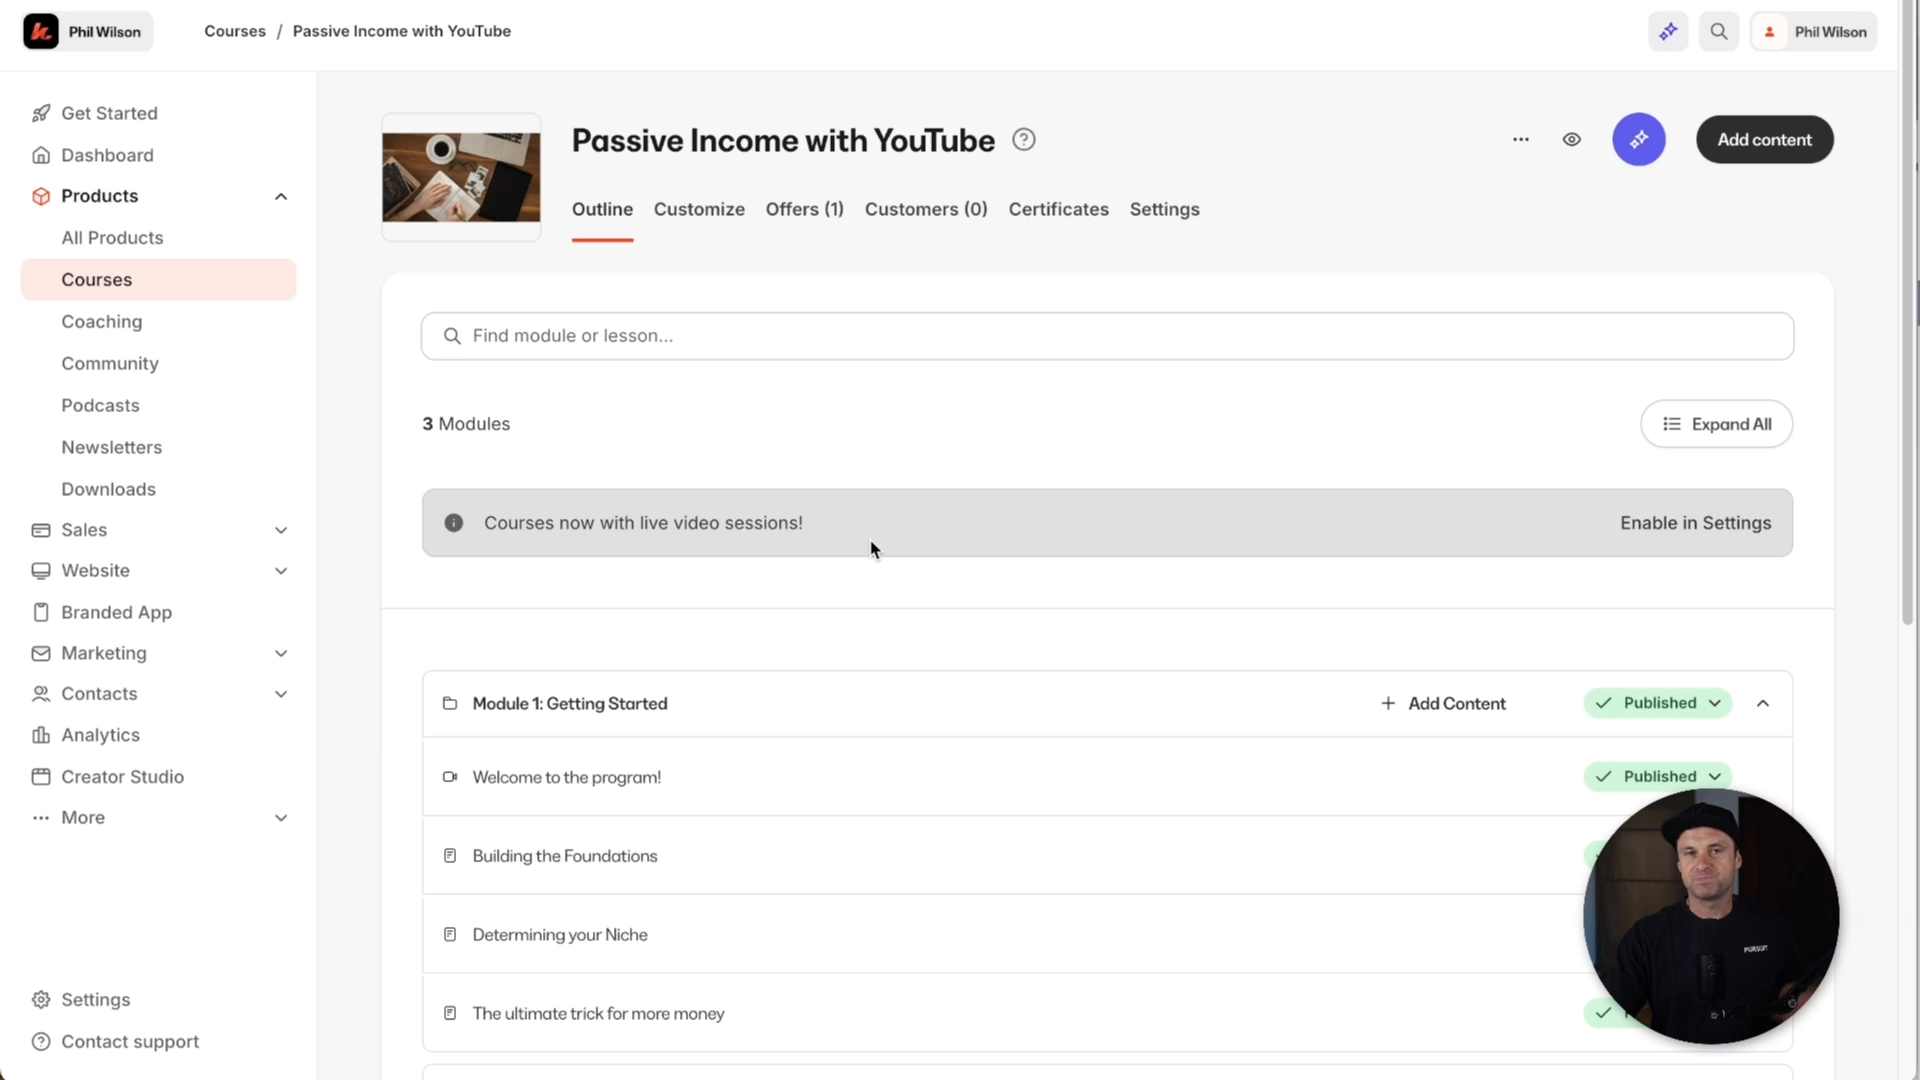 Phil Wilson
Courses / Passive Income with YouTube
Phil Wilson
Get Started
Dashboard
Products
All Products
Courses
Coaching
Community
Podcasts
Newsletters
Downloads
Sales
Website
Branded App
Marketing
Contacts
Analytics
Creator Studio
More
Settings
Contact support
Passive Income with YouTube
Add content
Outline Customize Offers (1) Customers (0) Certificates Settings
Find module or lesson...
3 Modules
Expand All
Courses now with live video sessions! Enable in Settings
Module 1: Getting Started + Add Content Published
Welcome to the program! Published
Building the Foundations
Determining your Niche
The ultimate trick for more money
PURSUIT